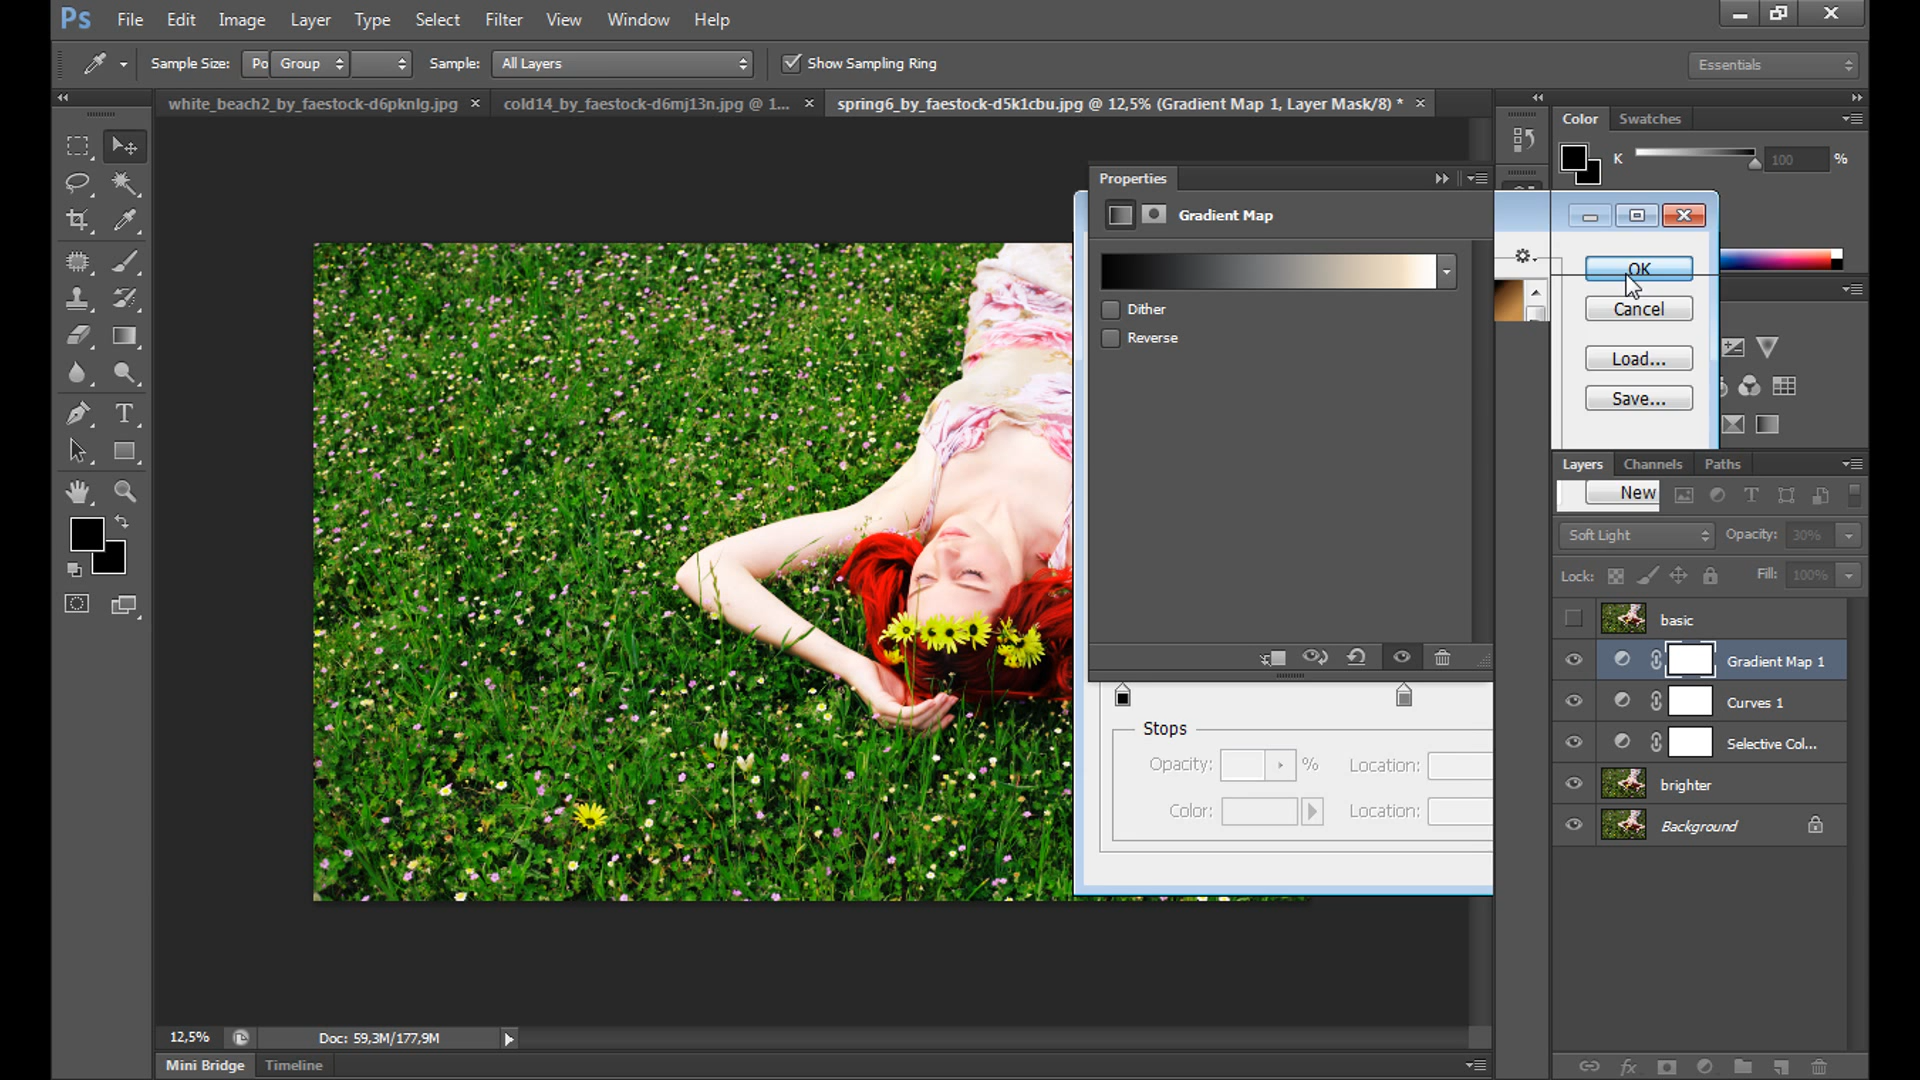 Ps File Edit Image Layer Type Select Filter View Window Help
Sample Size: Po Group Sample: All Layers Show Sampling Ring Essentials
white_beach2_by_faestock-d6pknlg.jpg × cold14_by_faestock-d6mj13n.jpg @ 1... × spring6_by_faestock-d5k1cbu.jpg @ 12,5% (Gradient Map 1, Layer Mask/8) * ×
Color Swatches
K 100 %
Properties
Gradient Map
Dither
Reverse
OK
Cancel
Load...
Save...
Stops
Opacity: % Location:
Color: Location:
Layers Channels Paths
New
Soft Light Opacity: 30%
Lock: Fill: 100%
basic
Gradient Map 1
Curves 1
Selective Col...
brighter
Background
12,5% Doc: 59,3M/177,9M
Mini Bridge Timeline